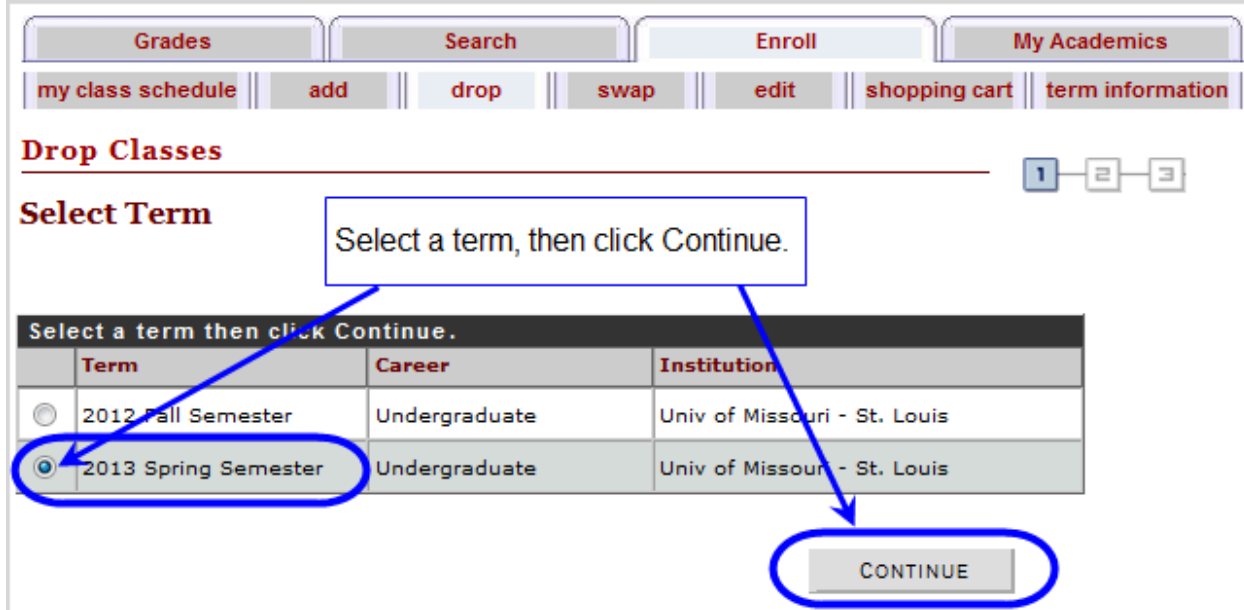 Grades Search Enroll My Academics
my class schedule add drop swap edit shopping cart term information
Drop Classes
1 2 3
Select Term
Select a term, then click Continue.
Select a term then click Continue.
Term Career Institution
2012 Fall Semester Undergraduate Univ of Missouri - St. Louis
2013 Spring Semester Undergraduate Univ of Missouri - St. Louis
CONTINUE